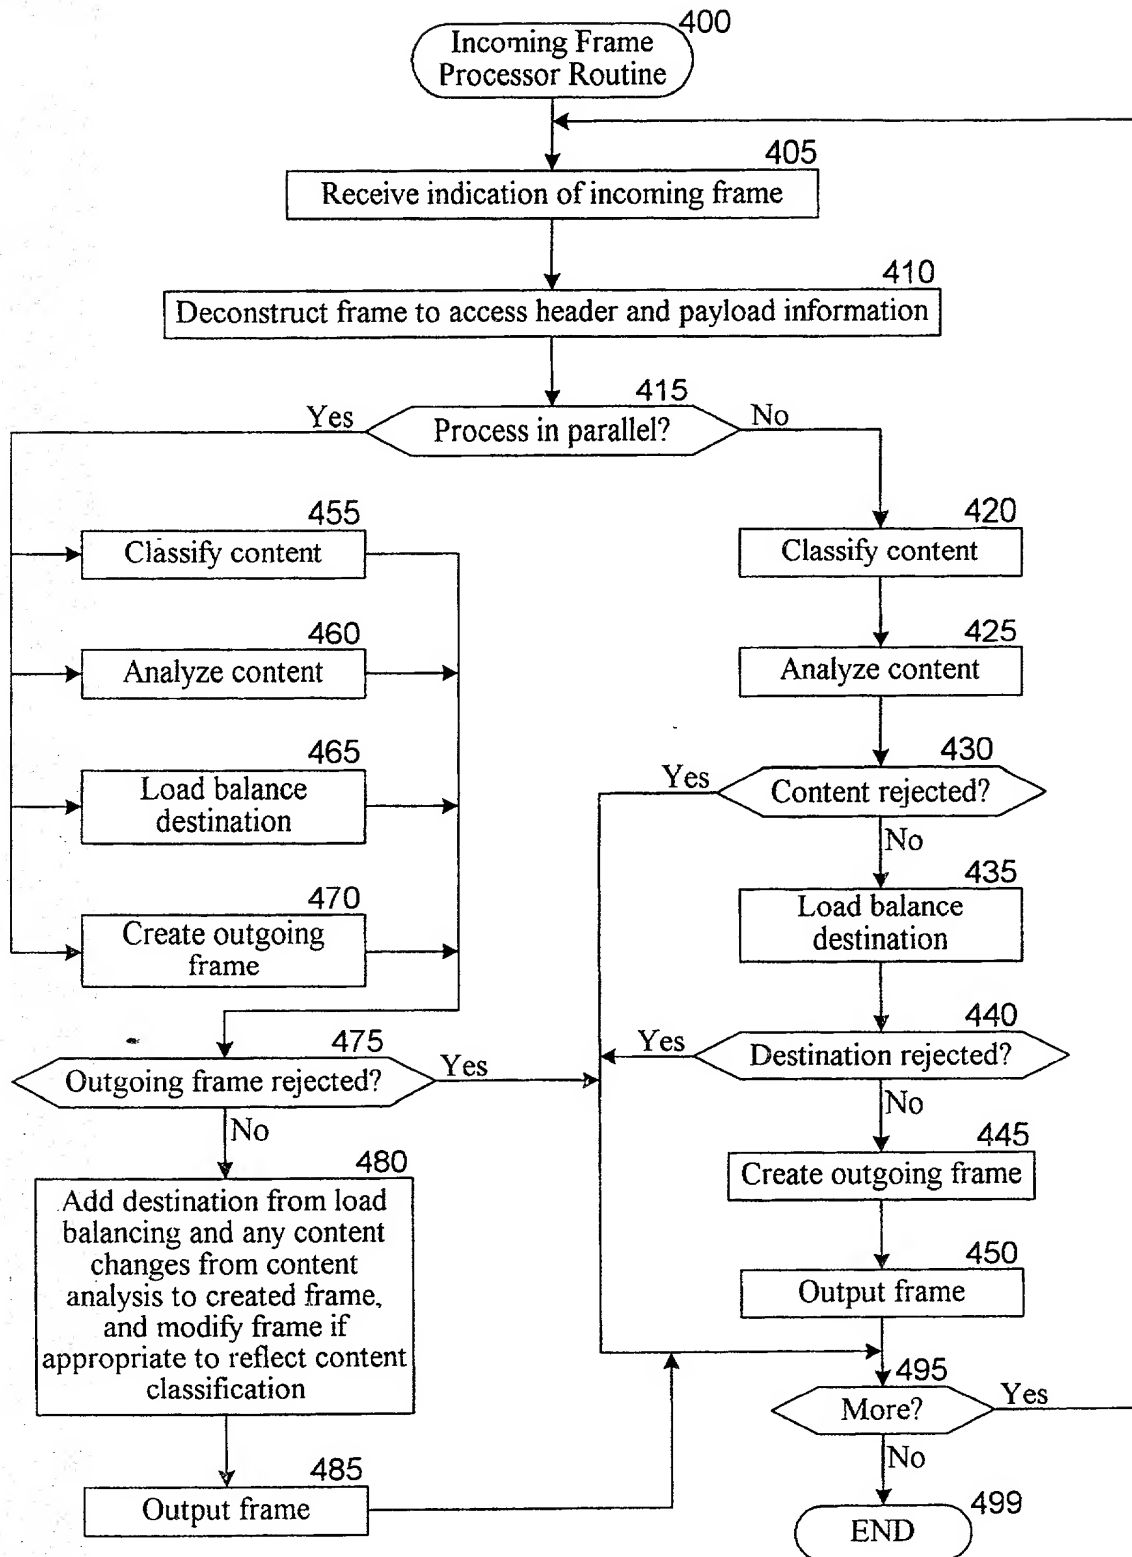 400
Incoming Frame
Processor Routine
405
Receive indication of incoming frame
410
Deconstruct frame to access header and payload information
415
Yes
Process in parallel?
No
455
Classify content
460
Analyze content
465
Load balance
destination
470
Create outgoing
frame
475
Outgoing frame rejected?
Yes
No
480
Add destination from load
balancing and any content
changes from content
analysis to created frame,
and modify frame if
appropriate to reflect content
classification
485
Output frame
420
Classify content
425
Analyze content
430
Yes
Content rejected?
No
435
Load balance
destination
440
Yes
Destination rejected?
No
445
Create outgoing frame
450
Output frame
495
More?
Yes
No
499
END